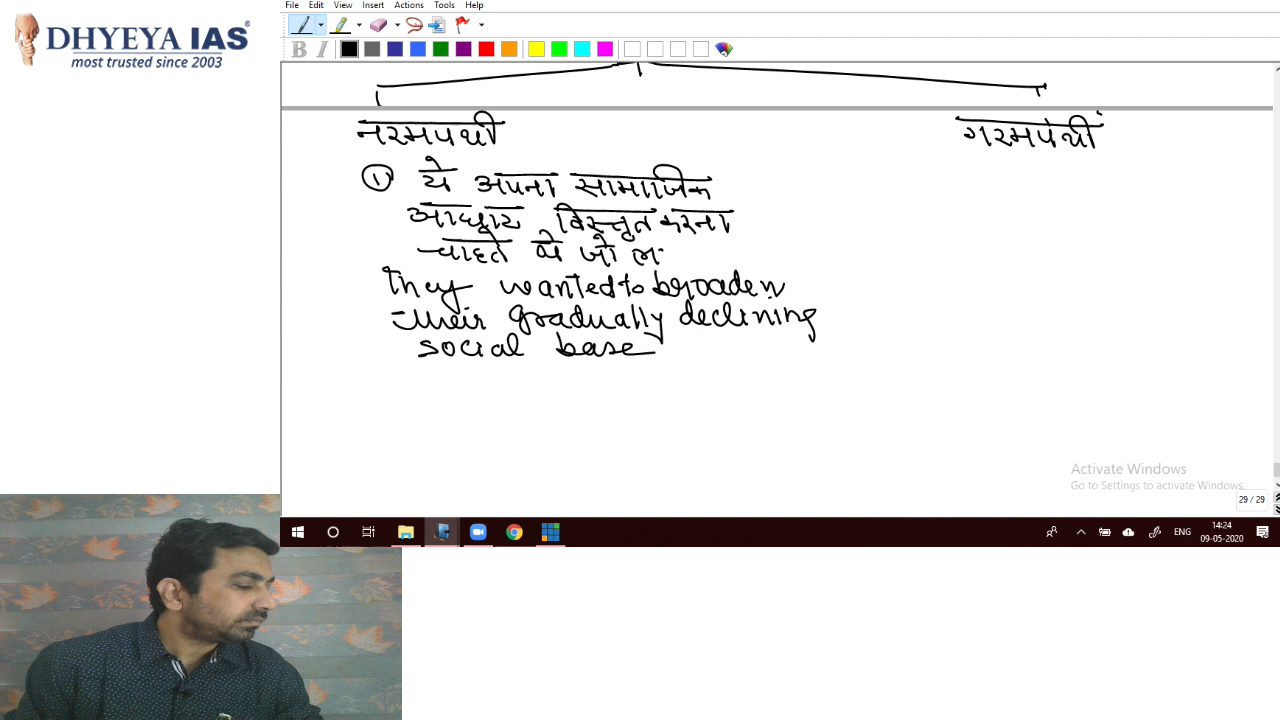 DHYEYA IAS®
most trusted since 2003
File Edit View Insert Actions Tools Help
B I
नरमपंथी
गरमपंथी
① ये अपना सामाजिक
आधार विस्तृत करना
चाहते थे जो
They wanted to broaden
their gradually declining
social base
Activate Windows
Go to Settings to activate Windows.
29 / 29
ENG
14:24
09-05-2020